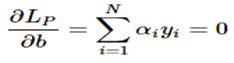 ∂L_P/∂b = ∑_{i=1}^{N} α_i y_i = 0